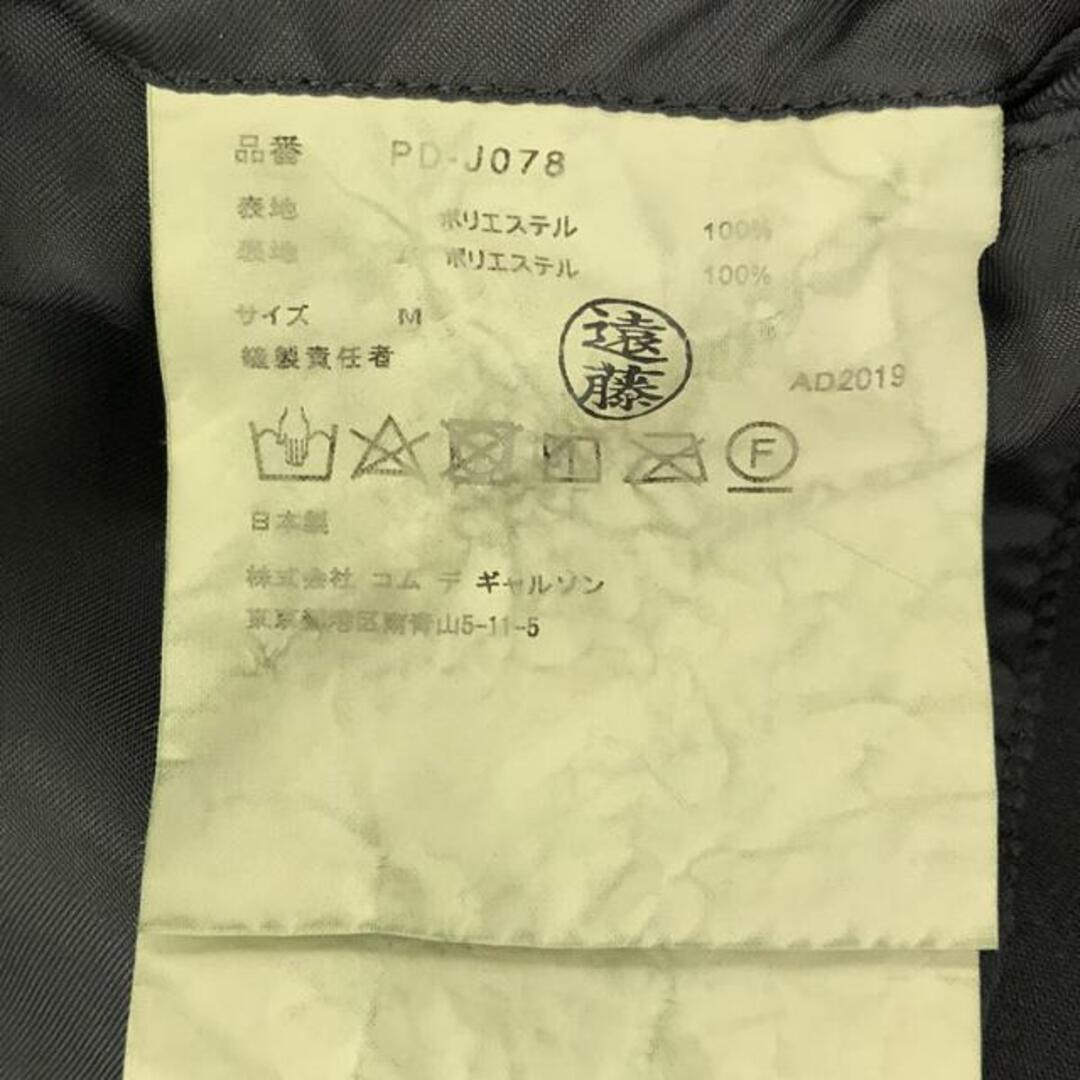 品番 PD-J078
表地 ポリエステル 100%
裏地 ポリエステル 100%
サイズ M
縫製責任者 遠藤 AD2019
F
日本製
株式会社 コム デ ギャルソン
東京都港区南青山5-11-5